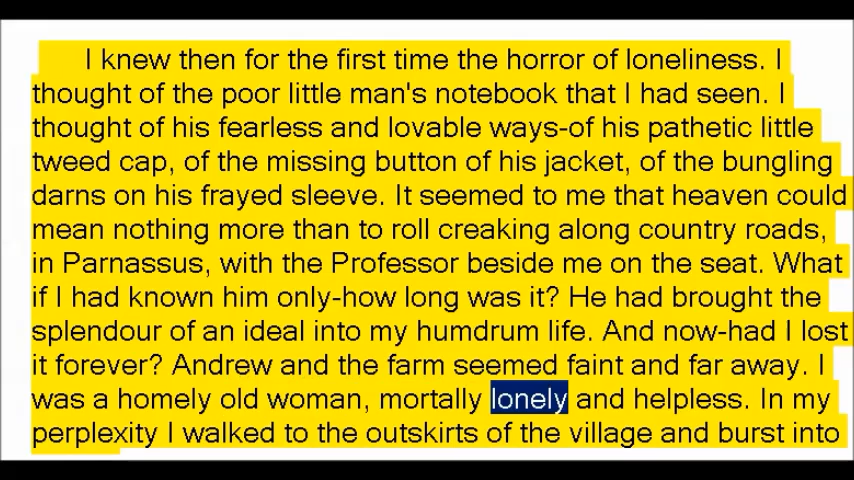 I knew then for the first time the horror of loneliness. I
thought of the poor little man's notebook that I had seen. I
thought of his fearless and lovable ways-of his pathetic little
tweed cap, of the missing button of his jacket, of the bungling
darns on his frayed sleeve. It seemed to me that heaven could
mean nothing more than to roll creaking along country roads,
in Parnassus, with the Professor beside me on the seat. What
if I had known him only-how long was it? He had brought the
splendour of an ideal into my humdrum life. And now-had I lost
it forever? Andrew and the farm seemed faint and far away. I
was a homely old woman, mortally lonely and helpless. In my
perplexity I walked to the outskirts of the village and burst into